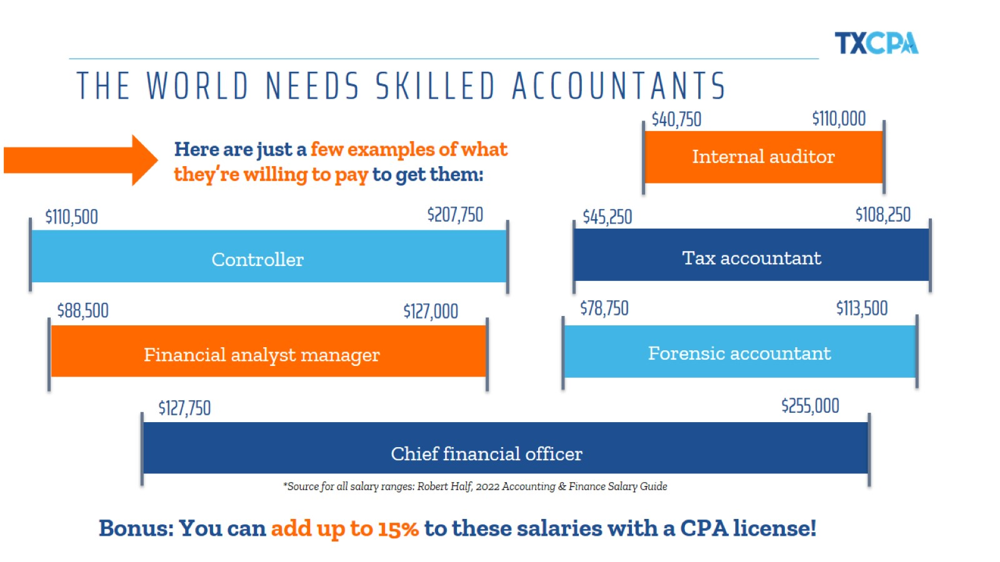 TXCPA
THE WORLD NEEDS SKILLED ACCOUNTANTS
Here are just a few examples of what
they're willing to pay to get them:
$40,750 $110,000
Internal auditor
$110,500 $207,750
Controller
$45,250 $108,250
Tax accountant
$88,500 $127,000
Financial analyst manager
$78,750 $113,500
Forensic accountant
$127,750 $255,000
Chief financial officer
*Source for all salary ranges: Robert Half, 2022 Accounting & Finance Salary Guide
Bonus: You can add up to 15% to these salaries with a CPA license!